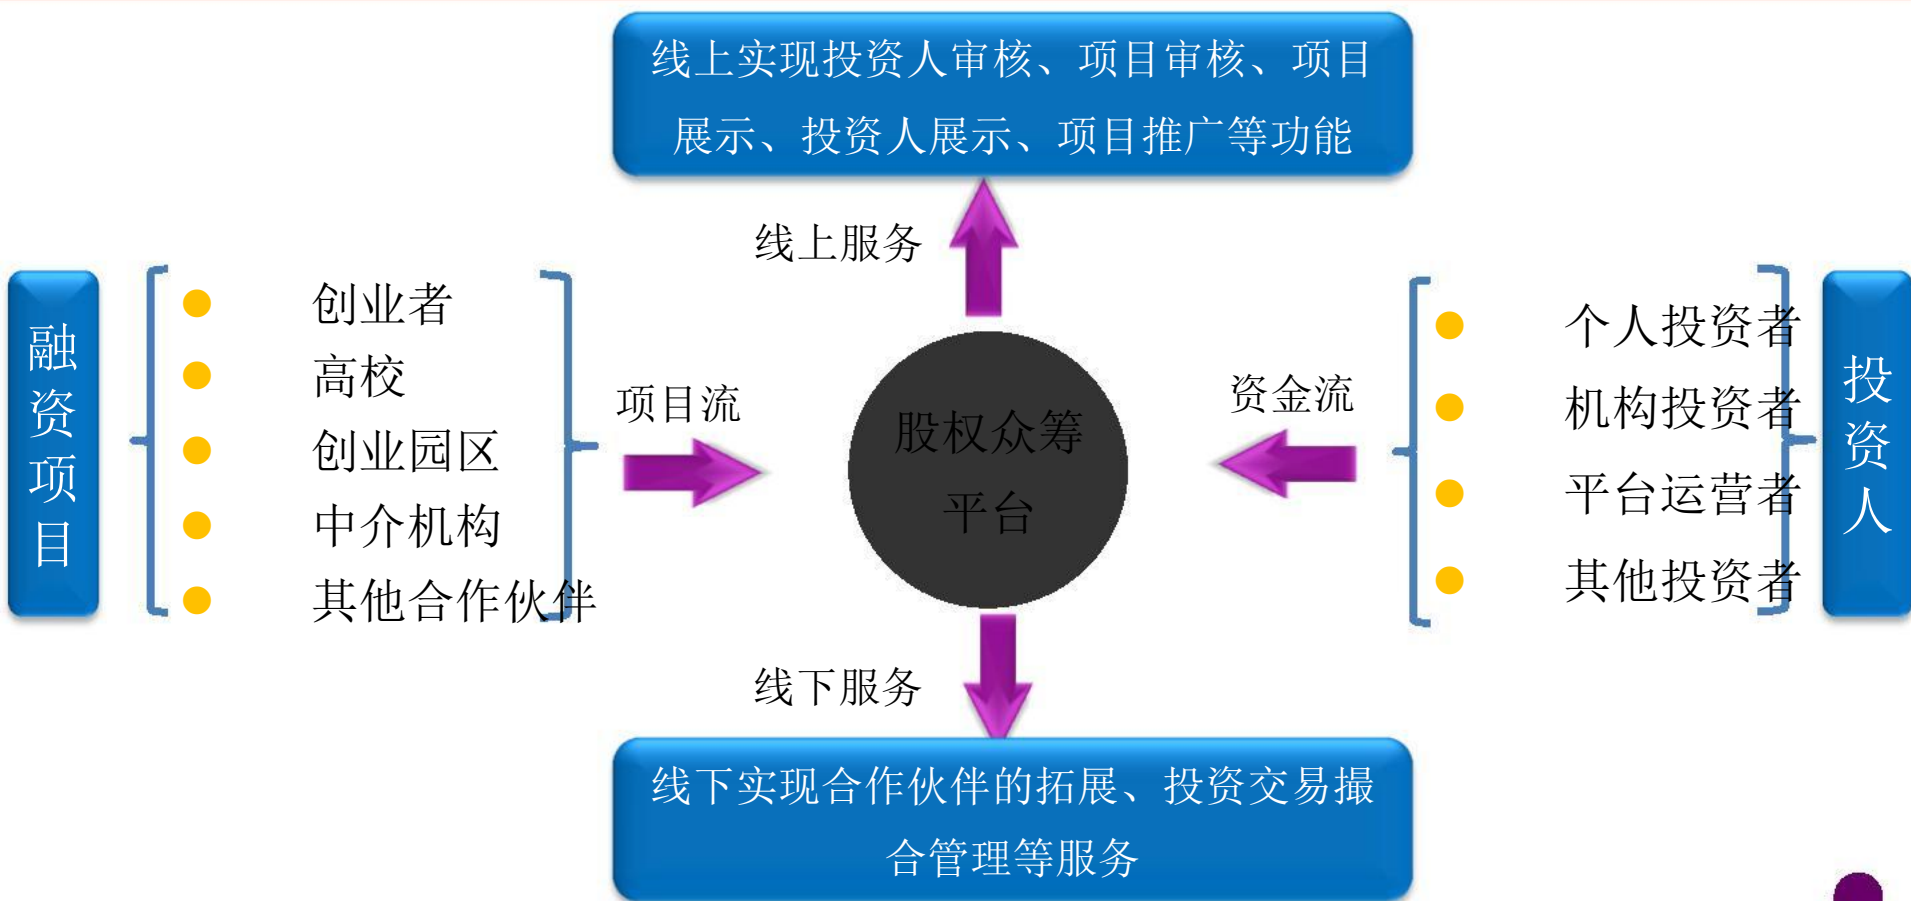 线上实现投资人审核、项目审核、项目
展示、投资人展示、项目推广等功能
线上服务
融资项目
创业者
高校
创业园区
中介机构
其他合作伙伴
项目流
股权众筹
平台
资金流
个人投资者
机构投资者
平台运营者
其他投资者
投资人
线下服务
线下实现合作伙伴的拓展、投资交易撮
合管理等服务